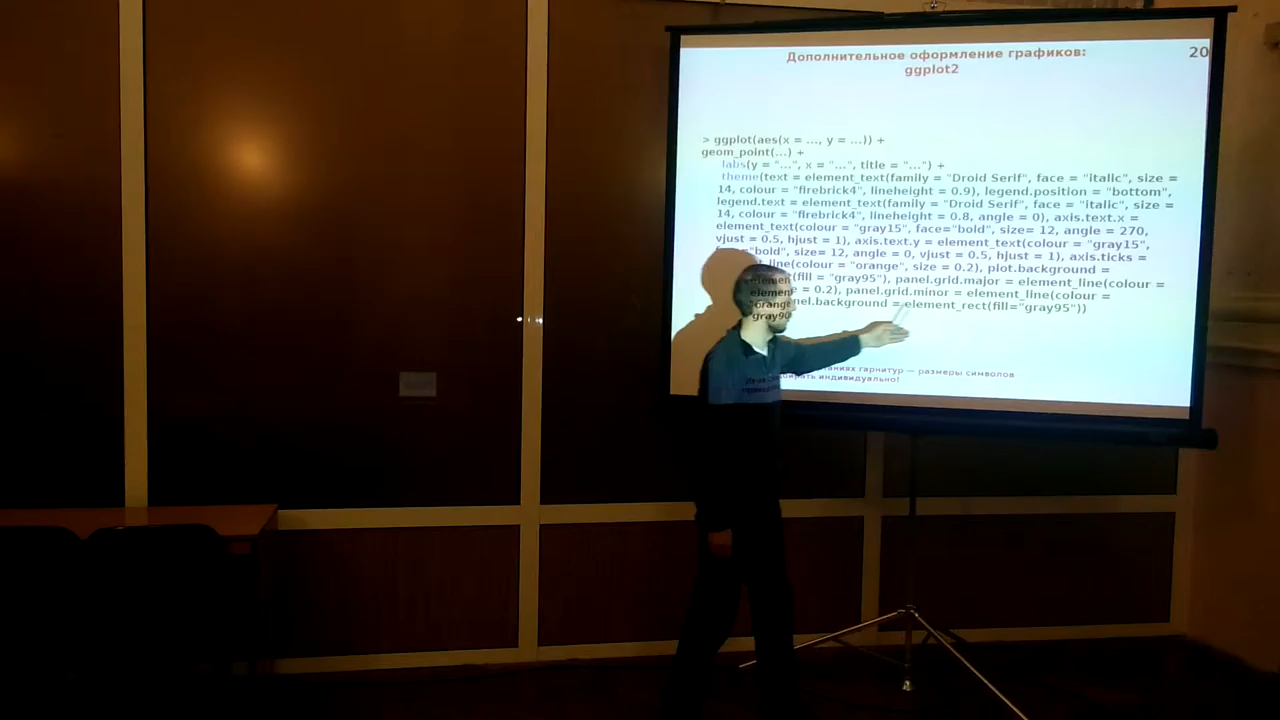 Дополнительное оформление графиков:
ggplot2
20
> ggplot(aes(x = ..., y = ...)) +
geom_point(...) +
labs(y = "...", x = "...", title = "...") +
theme(text = element_text(family = "Droid Serif", face = "italic", size =
14, colour = "firebrick4", lineheight = 0.9), legend.position = "bottom",
legend.text = element_text(family = "Droid Serif", face = "italic", size =
14, colour = "firebrick4", lineheight = 0.8, angle = 0), axis.text.x =
element_text(colour = "gray15", face="bold", size= 12, angle = 270,
vjust = 0.5, hjust = 1), axis.text.y = element_text(colour = "gray15",
"bold", size= 12, angle = 0, vjust = 0.5, hjust = 1), axis.ticks =
line(colour = "orange", size = 0.2), plot.background =
(fill = "gray95"), panel.grid.major = element_line(colour =
= 0.2), panel.grid.minor = element_line(colour =
.background = element_rect(fill="gray95"))
гарнитур — размеры символов
индивидуально!